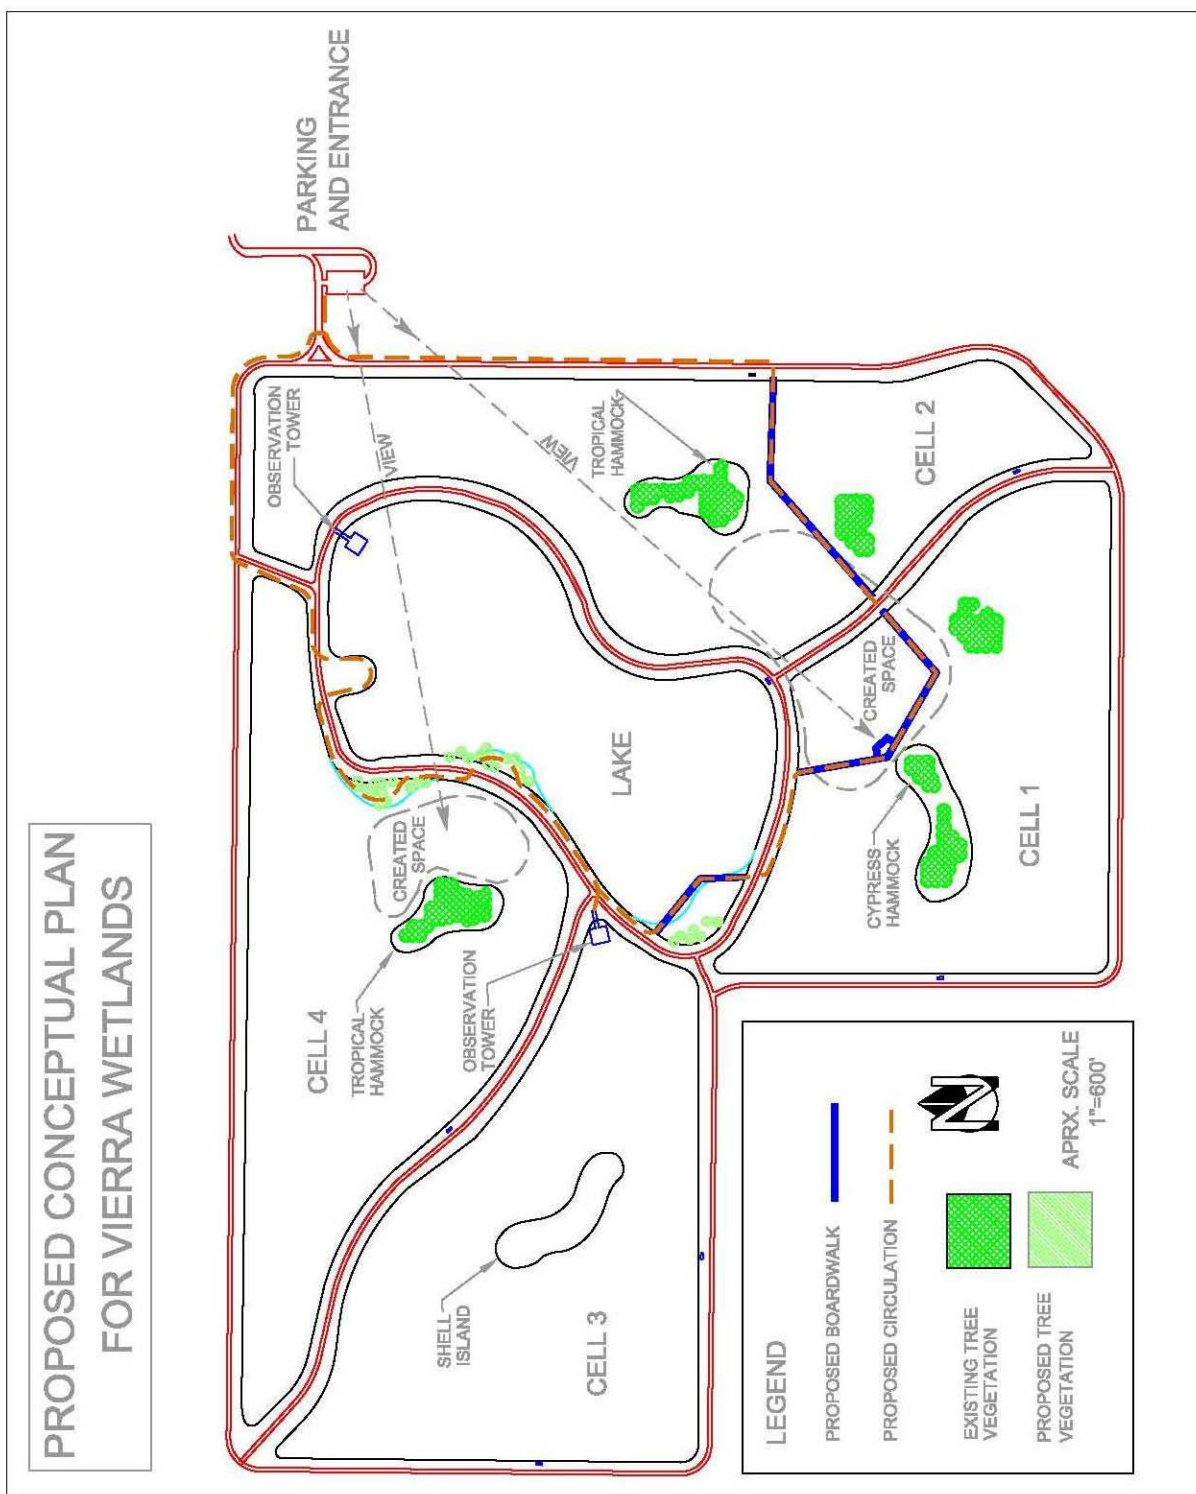 PROPOSED CONCEPTUAL PLAN
FOR VIERRA WETLANDS
PARKING
AND ENTRANCE
OBSERVATION
TOWER
VIEW
VIEW
TROPICAL
HAMMOCK
CELL 2
CREATED
SPACE
LAKE
CREATED
SPACE
CYPRESS
HAMMOCK
CELL 1
CELL 4
TROPICAL
HAMMOCK
OBSERVATION
TOWER
SHELL
ISLAND
CELL 3
LEGEND
PROPOSED BOARDWALK
PROPOSED CIRCULATION
EXISTING TREE
VEGETATION
PROPOSED TREE
VEGETATION
N
APRX. SCALE
1"=600'